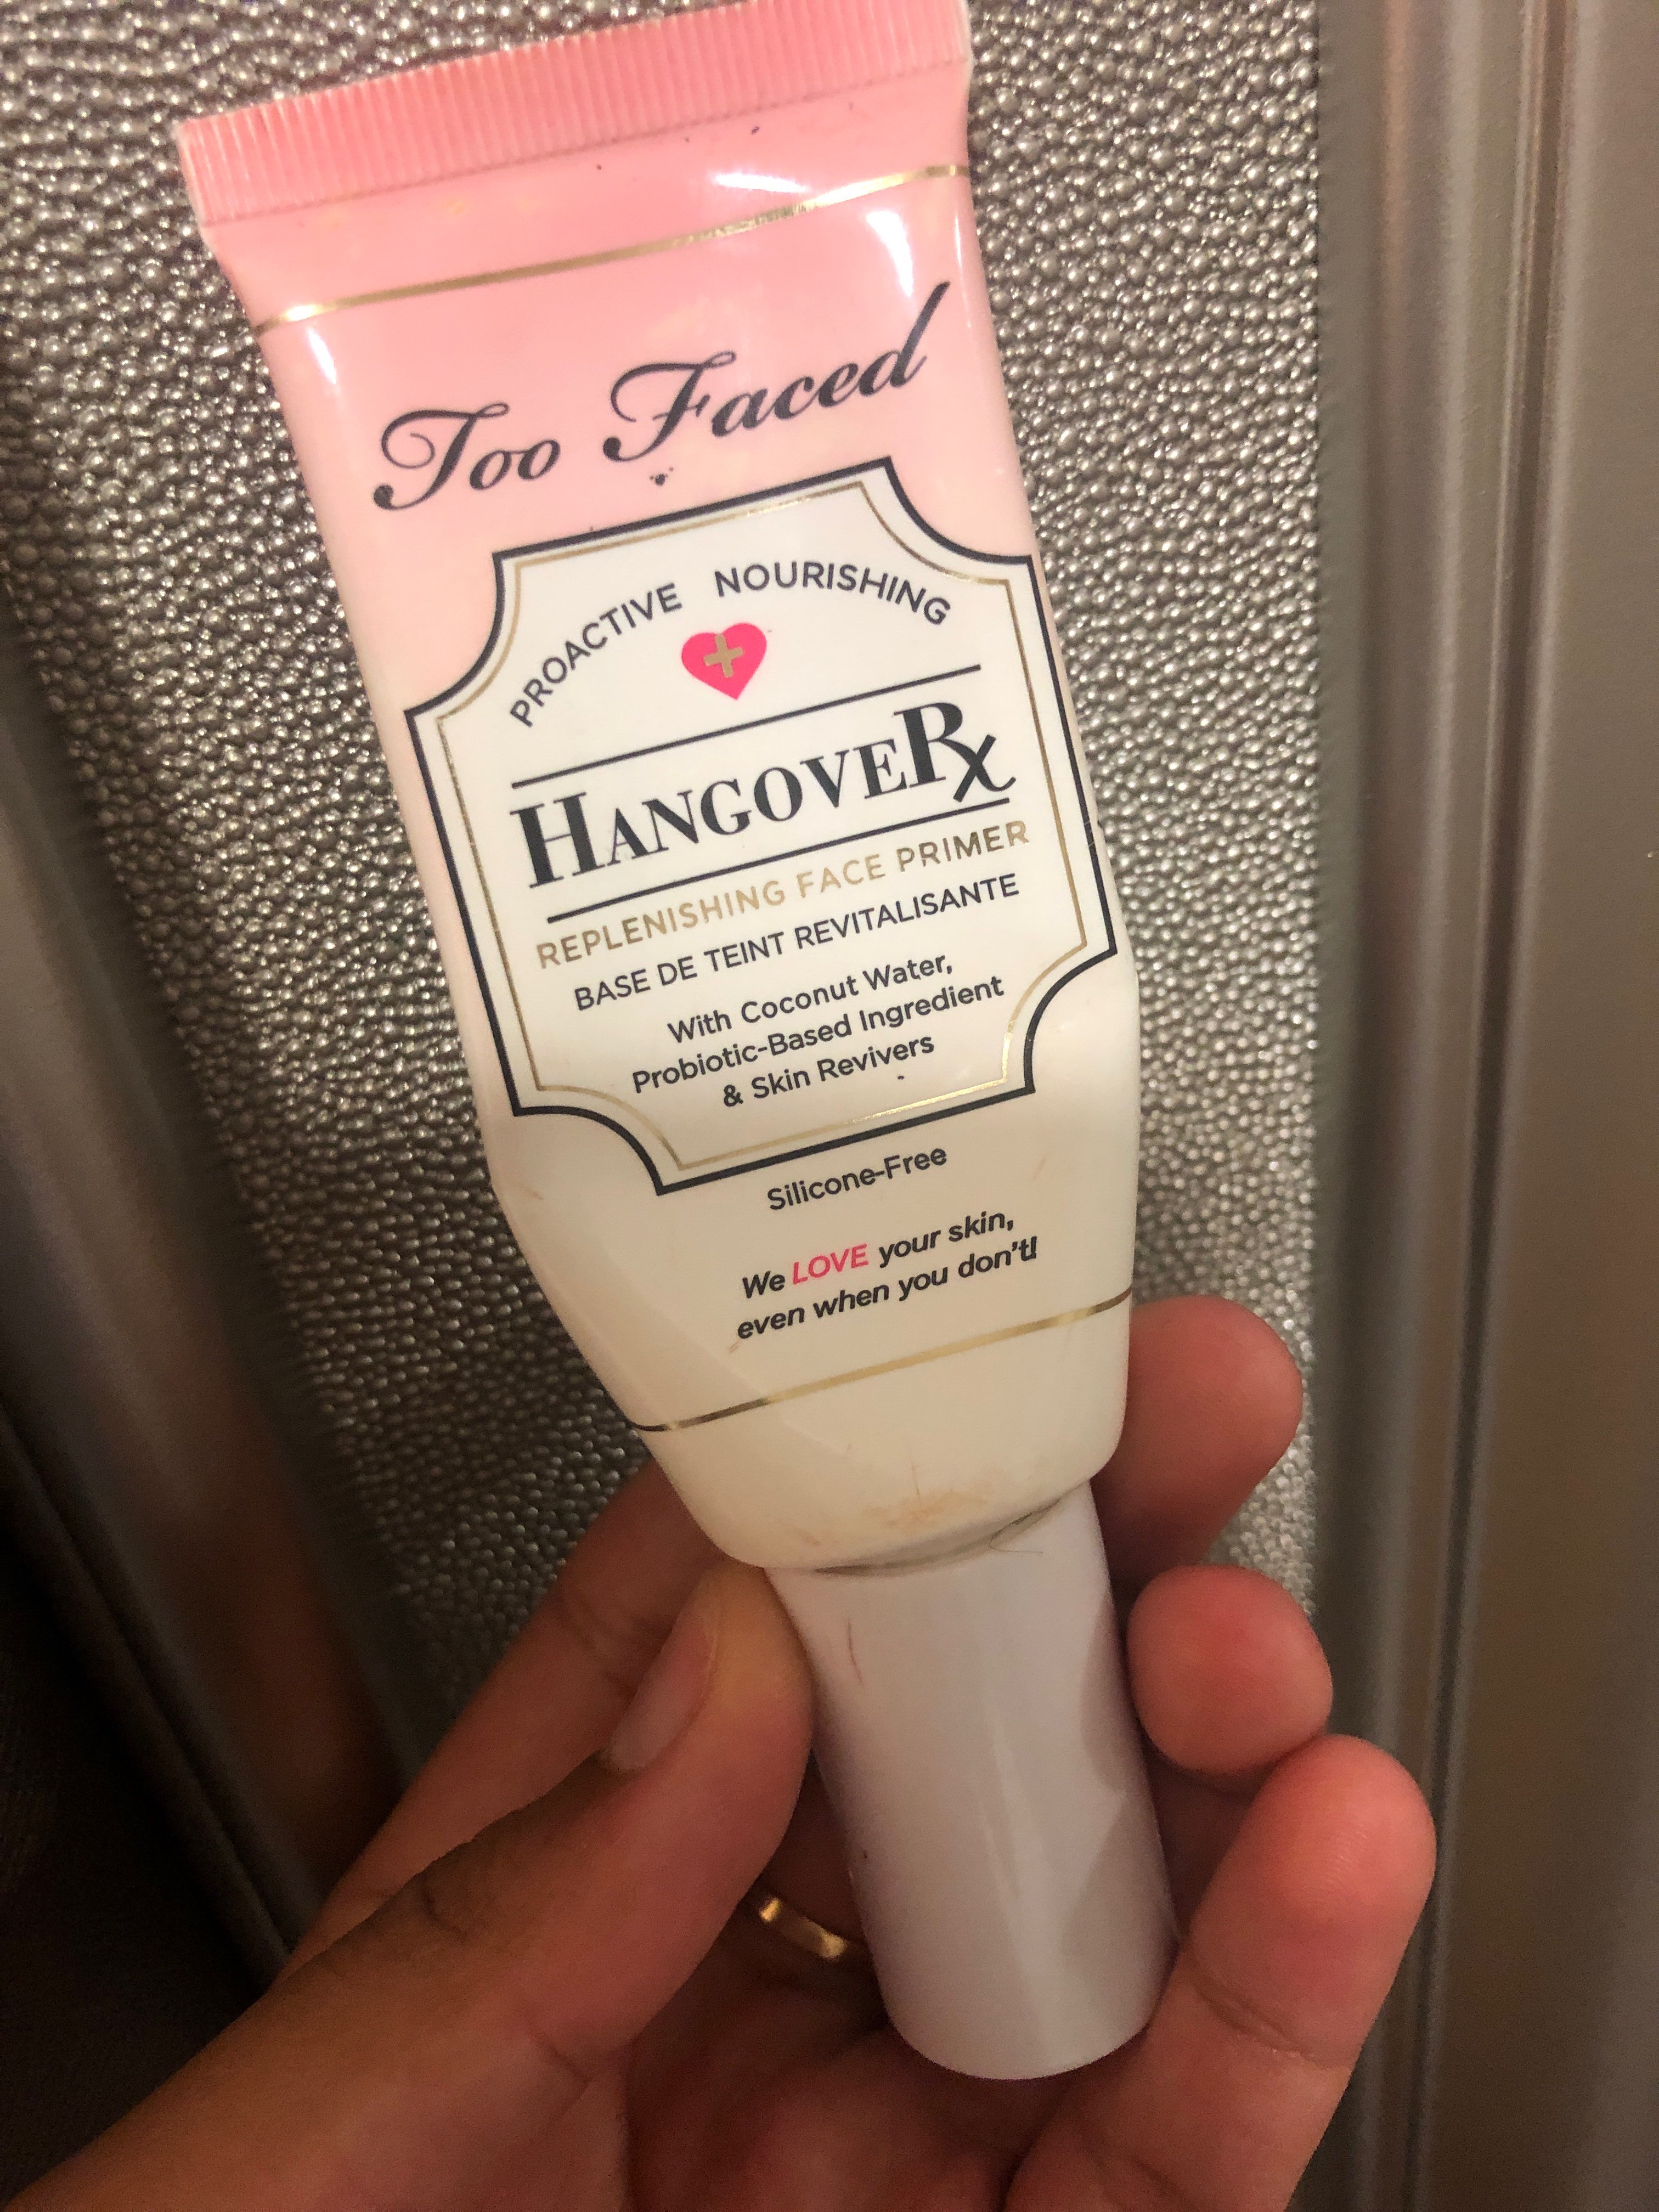 Too Faced
PROACTIVE NOURISHING
HANGOVERx
REPLENISHING FACE PRIMER
BASE DE TEINT REVITALISANTE
With Coconut Water,
Probiotic-Based Ingredient
& Skin Revivers
Silicone-Free
We LOVE your skin,
even when you don't!